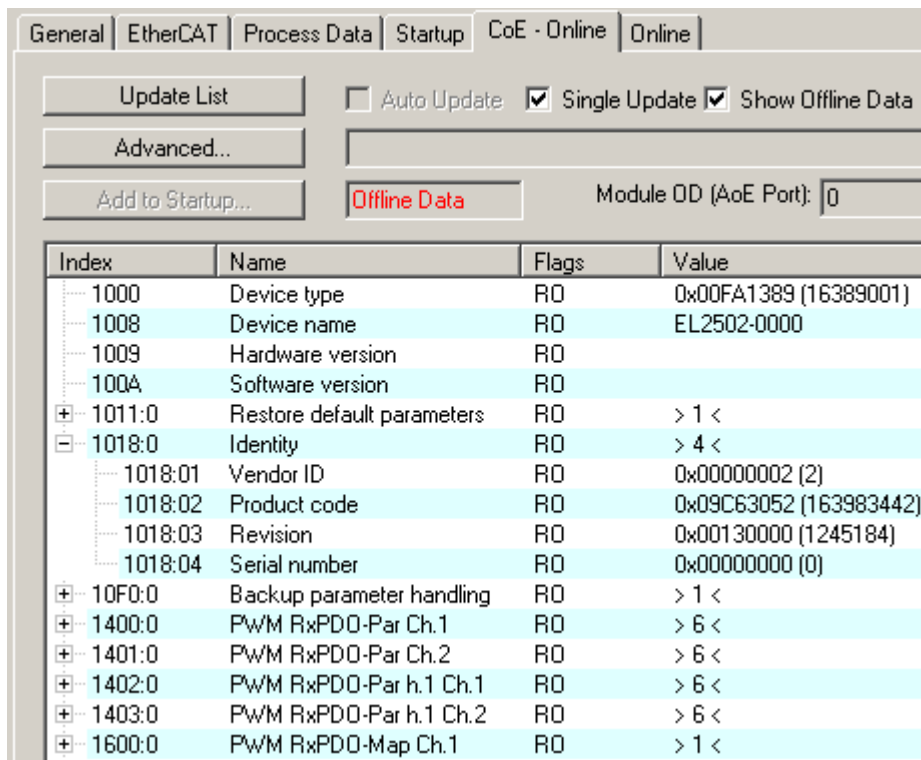 General EtherCAT Process Data Startup CoE - Online Online
Update List Auto Update Single Update Show Offline Data
Advanced...
Add to Startup... Offline Data Module OD (AoE Port): 0
Index Name Flags Value
1000 Device type RO 0x00FA1389 (16389001)
1008 Device name RO EL2502-0000
1009 Hardware version RO
100A Software version RO
1011:0 Restore default parameters RO > 1 <
1018:0 Identity RO > 4 <
1018:01 Vendor ID RO 0x00000002 (2)
1018:02 Product code RO 0x09C63052 (163983442)
1018:03 Revision RO 0x00130000 (1245184)
1018:04 Serial number RO 0x00000000 (0)
10F0:0 Backup parameter handling RO > 1 <
1400:0 PWM RxPDO-Par Ch.1 RO > 6 <
1401:0 PWM RxPDO-Par Ch.2 RO > 6 <
1402:0 PWM RxPDO-Par h.1 Ch.1 RO > 6 <
1403:0 PWM RxPDO-Par h.1 Ch.2 RO > 6 <
1600:0 PWM RxPDO-Map Ch.1 RO > 1 <